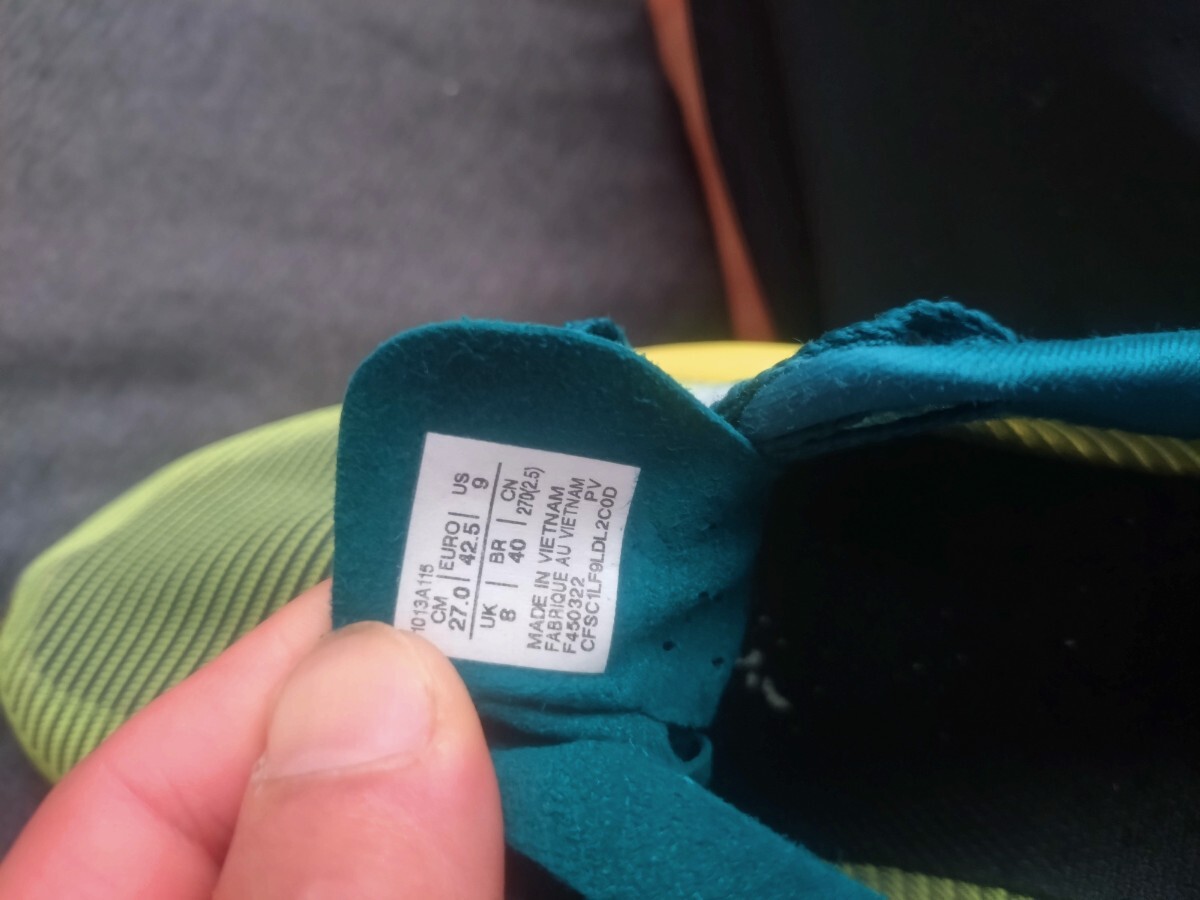 1013A115
CM | EURO | US
27.0 | 42.5 | 9
UK | BR | CN
8 | 40 | 270(2.5)
MADE IN VIETNAM
FABRIQUE AU VIETNAM
F450322 PV
CFSC1LF9LDL2C0D